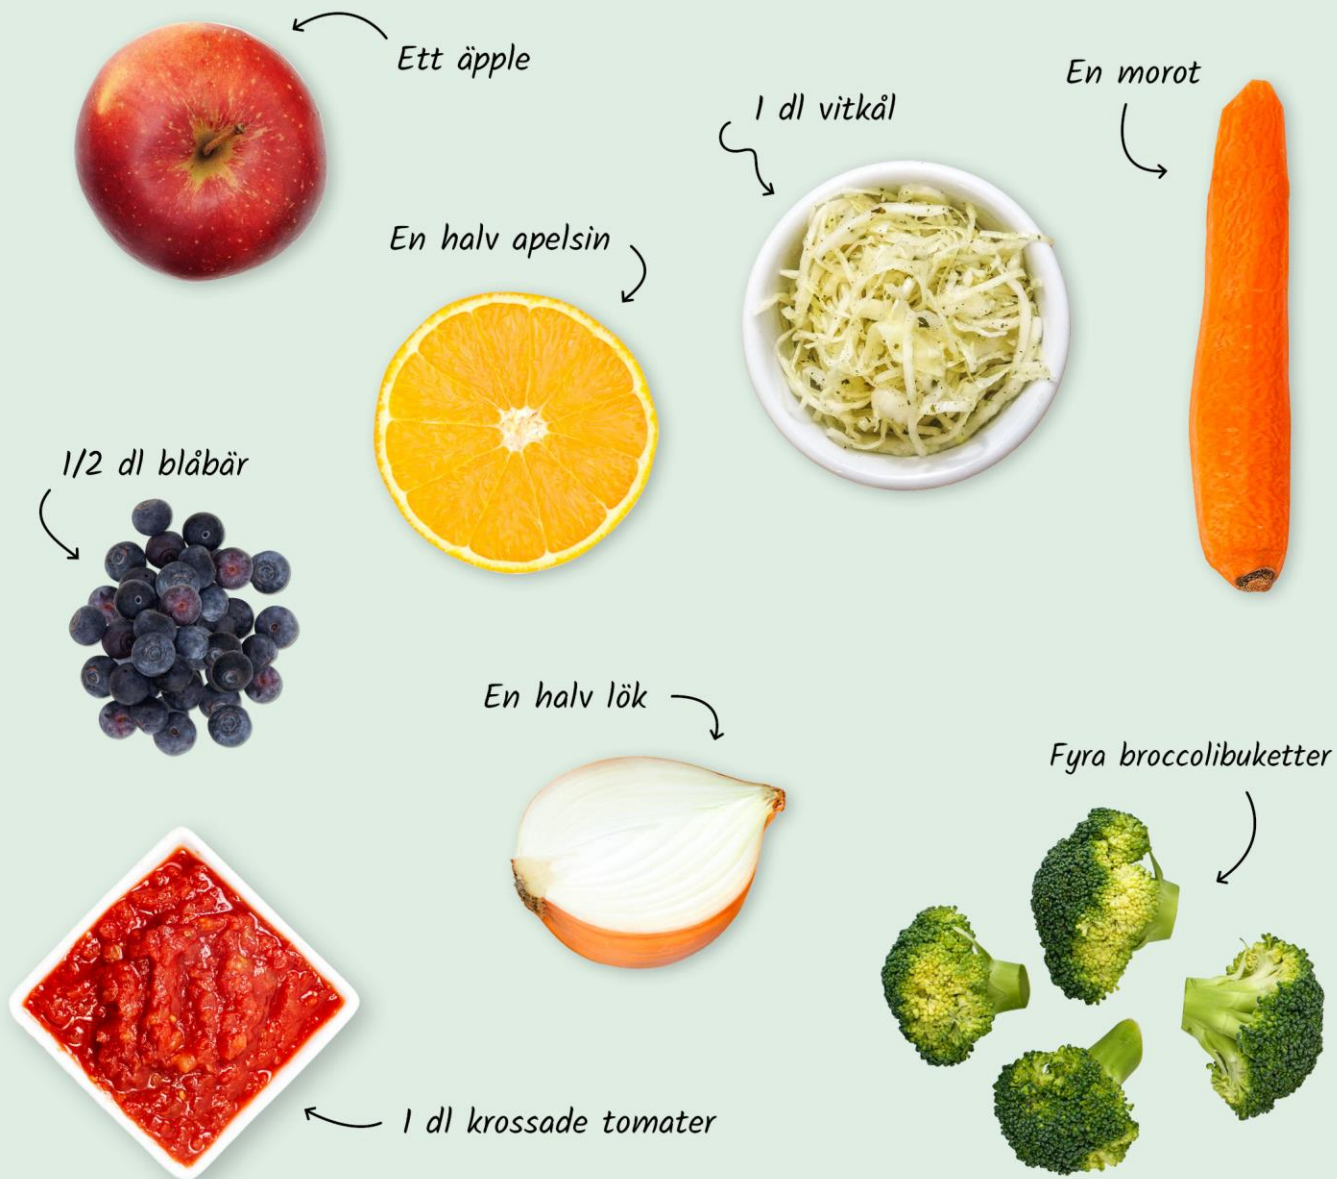 Ett äpple
En morot
1 dl vitkål
En halv apelsin
1/2 dl blåbär
En halv lök
Fyra broccolibuketter
1 dl krossade tomater